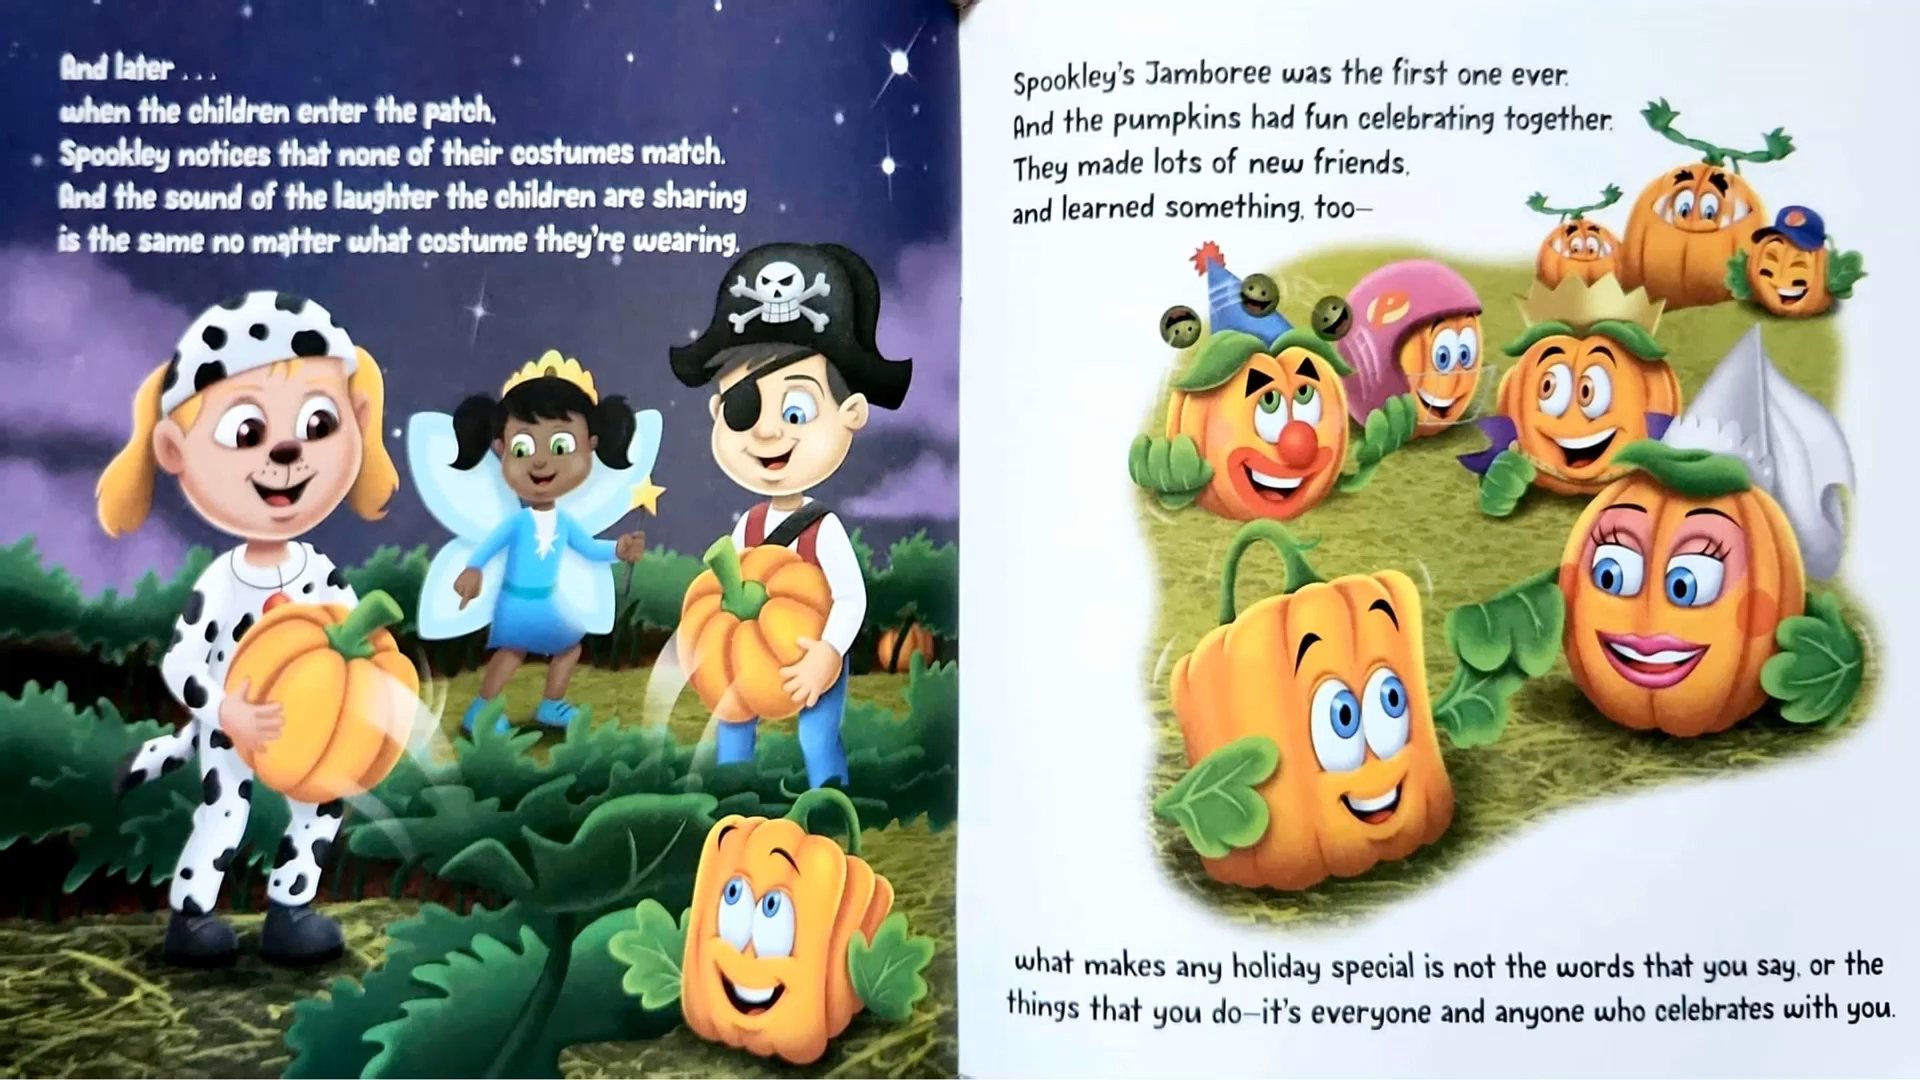 And later . . .
when the children enter the patch,
Spookley notices that none of their costumes match.
And the sound of the laughter the children are sharing
is the same no matter what costume they're wearing.
Spookley's Jamboree was the first one ever.
And the pumpkins had fun celebrating together.
They made lots of new friends,
and learned something, too—
what makes any holiday special is not the words that you say, or the
things that you do—it's everyone and anyone who celebrates with you.